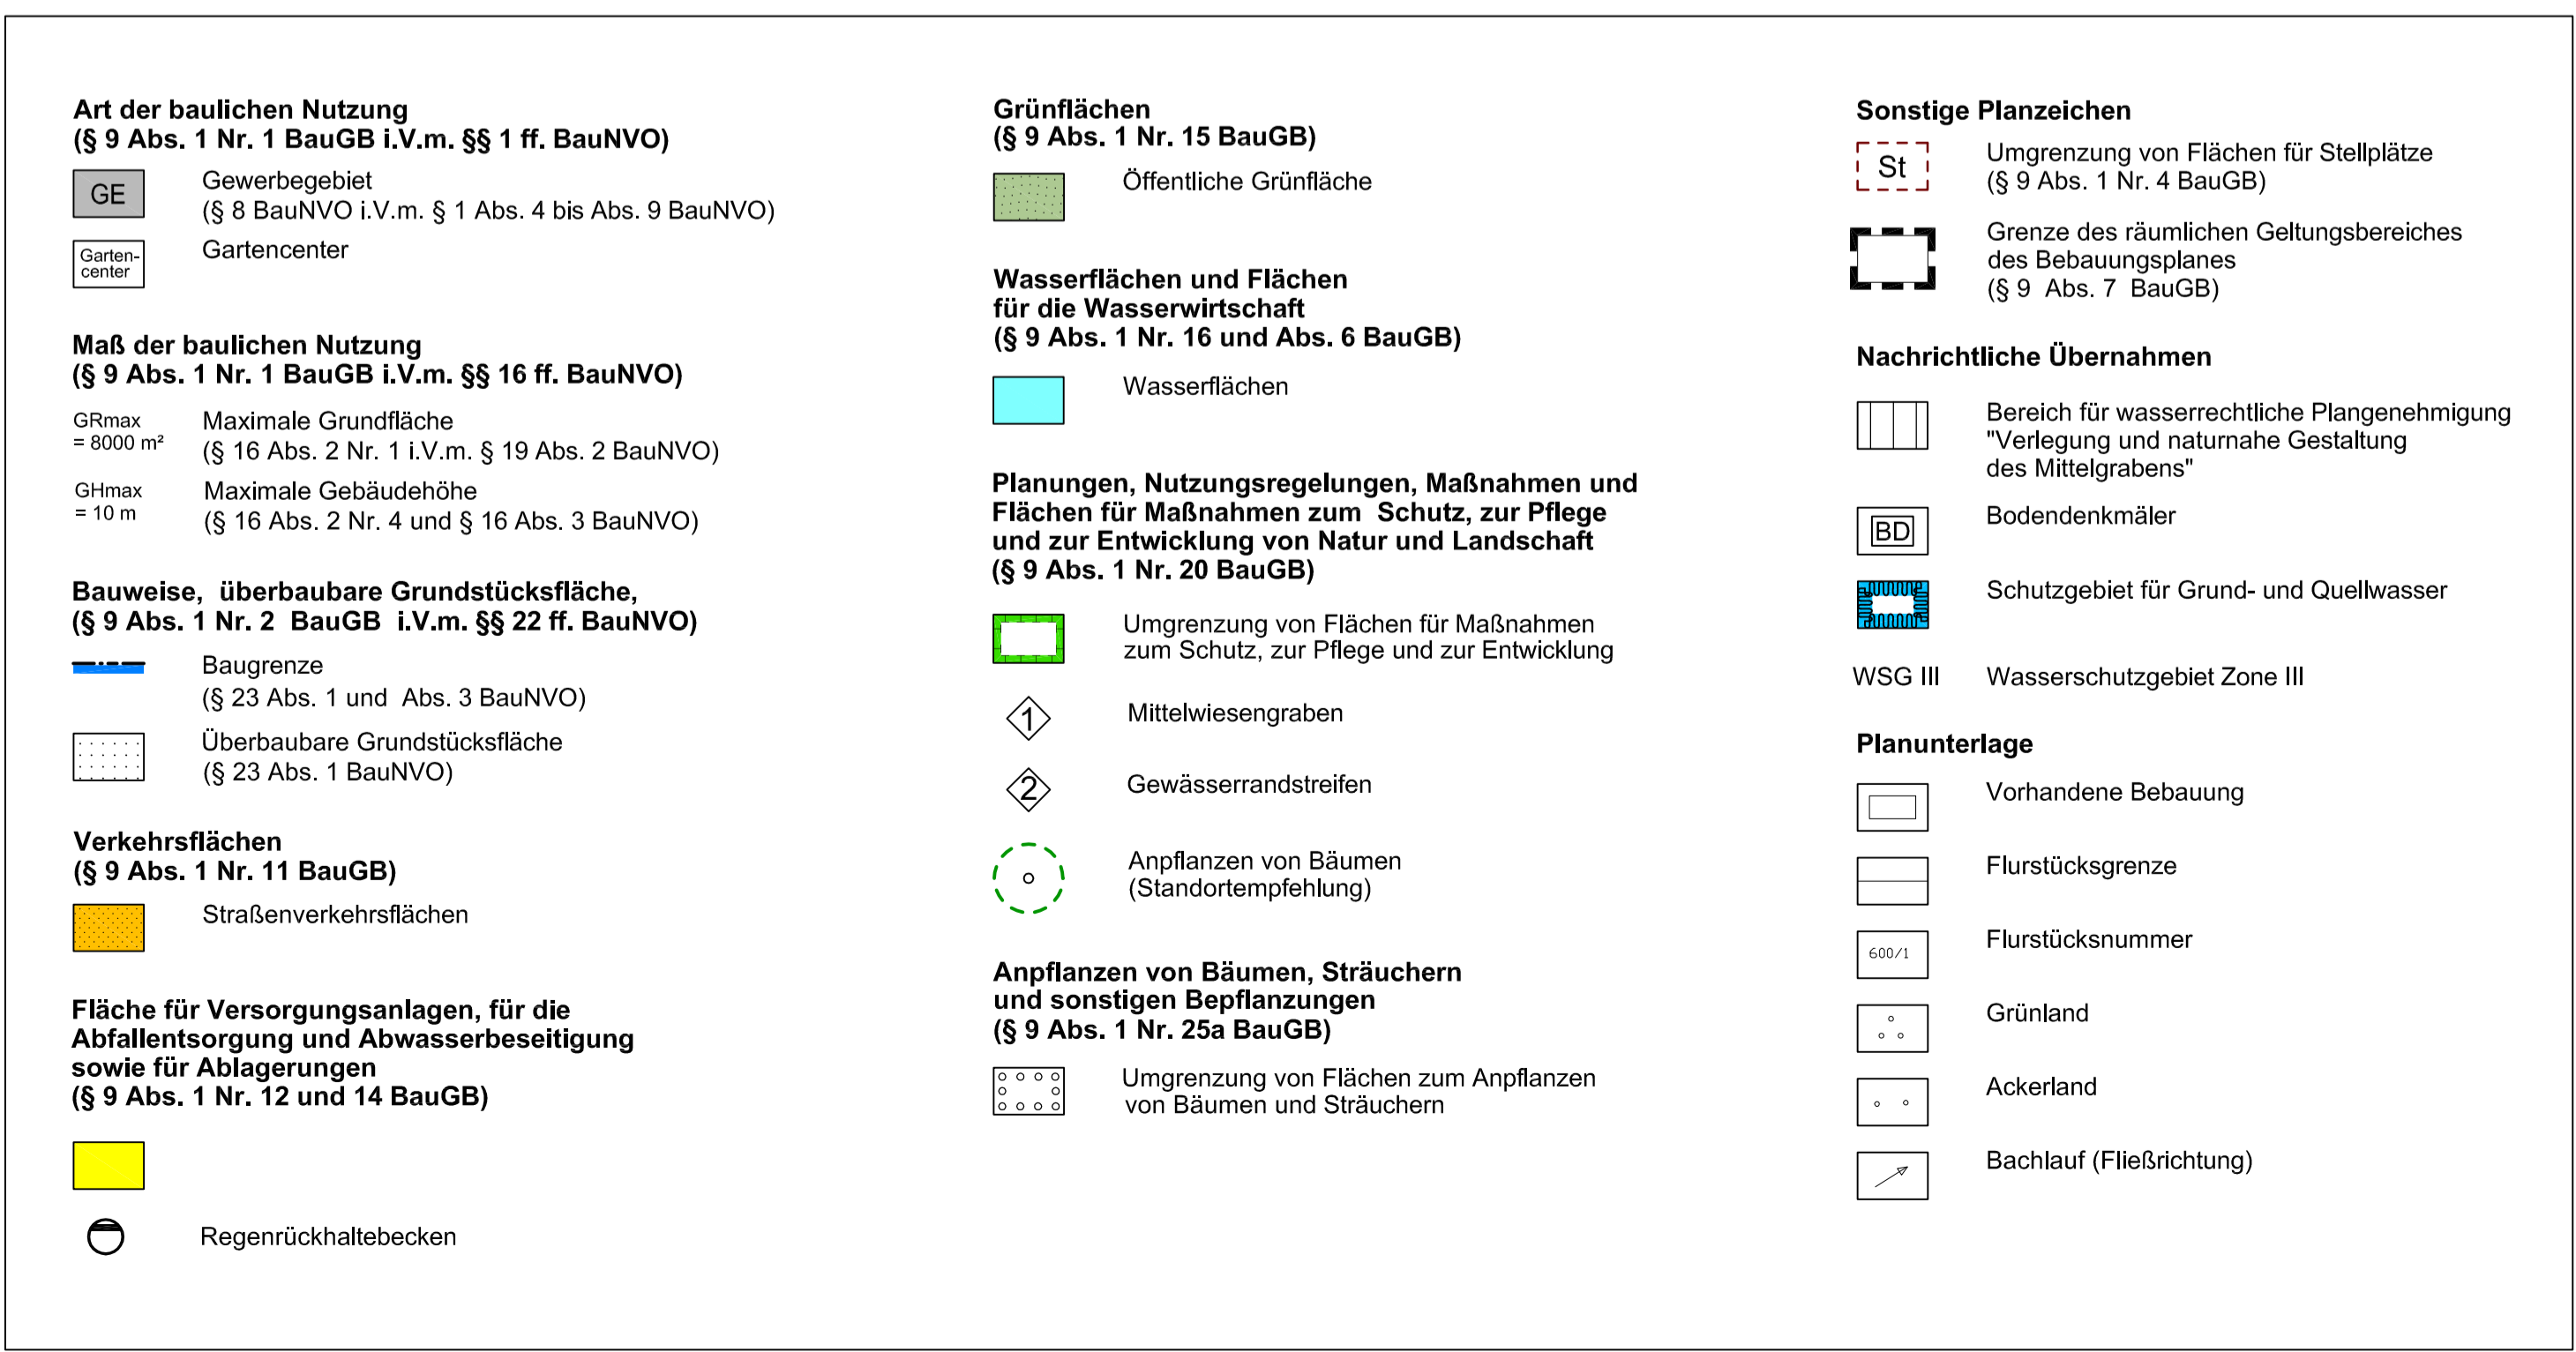 Art der baulichen Nutzung
(§ 9 Abs. 1 Nr. 1 BauGB i.V.m. §§ 1 ff. BauNVO)
GE
Gewerbegebiet
(§ 8 BauNVO i.V.m. § 1 Abs. 4 bis Abs. 9 BauNVO)
Garten-
center
Gartencenter
Maß der baulichen Nutzung
(§ 9 Abs. 1 Nr. 1 BauGB i.V.m. §§ 16 ff. BauNVO)
GRmax
= 8000 m²
Maximale Grundfläche
(§ 16 Abs. 2 Nr. 1 i.V.m. § 19 Abs. 2 BauNVO)
GHmax
= 10 m
Maximale Gebäudehöhe
(§ 16 Abs. 2 Nr. 4 und § 16 Abs. 3 BauNVO)
Bauweise, überbaubare Grundstücksfläche,
(§ 9 Abs. 1 Nr. 2 BauGB i.V.m. §§ 22 ff. BauNVO)
Baugrenze
(§ 23 Abs. 1 und Abs. 3 BauNVO)
Überbaubare Grundstücksfläche
(§ 23 Abs. 1 BauNVO)
Verkehrsflächen
(§ 9 Abs. 1 Nr. 11 BauGB)
Straßenverkehrsflächen
Fläche für Versorgungsanlagen, für die
Abfallentsorgung und Abwasserbeseitigung
sowie für Ablagerungen
(§ 9 Abs. 1 Nr. 12 und 14 BauGB)
Regenrückhaltebecken
Grünflächen
(§ 9 Abs. 1 Nr. 15 BauGB)
Öffentliche Grünfläche
Wasserflächen und Flächen
für die Wasserwirtschaft
(§ 9 Abs. 1 Nr. 16 und Abs. 6 BauGB)
Wasserflächen
Planungen, Nutzungsregelungen, Maßnahmen und
Flächen für Maßnahmen zum Schutz, zur Pflege
und zur Entwicklung von Natur und Landschaft
(§ 9 Abs. 1 Nr. 20 BauGB)
Umgrenzung von Flächen für Maßnahmen
zum Schutz, zur Pflege und zur Entwicklung
1
Mittelwiesengraben
2
Gewässerrandstreifen
Anpflanzen von Bäumen
(Standortempfehlung)
Anpflanzen von Bäumen, Sträuchern
und sonstigen Bepflanzungen
(§ 9 Abs. 1 Nr. 25a BauGB)
Umgrenzung von Flächen zum Anpflanzen
von Bäumen und Sträuchern
Sonstige Planzeichen
St
Umgrenzung von Flächen für Stellplätze
(§ 9 Abs. 1 Nr. 4 BauGB)
Grenze des räumlichen Geltungsbereiches
des Bebauungsplanes
(§ 9 Abs. 7 BauGB)
Nachrichtliche Übernahmen
Bereich für wasserrechtliche Plangenehmigung
"Verlegung und naturnahe Gestaltung
des Mittelgrabens"
BD
Bodendenkmäler
Schutzgebiet für Grund- und Quellwasser
WSG III
Wasserschutzgebiet Zone III
Planunterlage
Vorhandene Bebauung
Flurstücksgrenze
600/1
Flurstücksnummer
Grünland
Ackerland
Bachlauf (Fließrichtung)